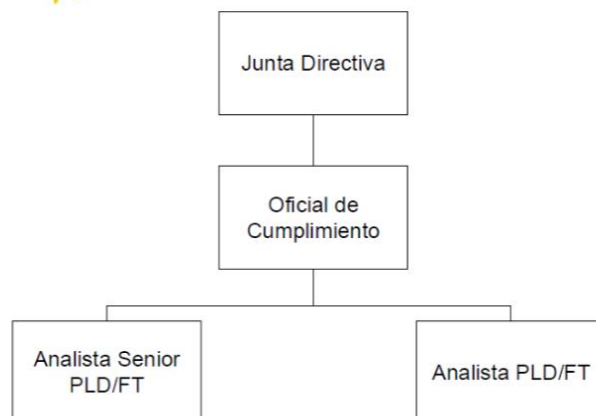 Junta Directiva
Oficial de
Cumplimiento
Analista Senior
PLD/FT
Analista PLD/FT